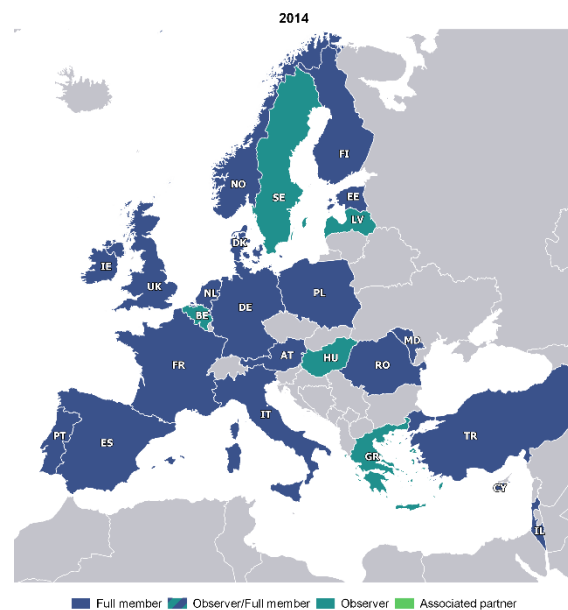 2014
FI
NO
SE
EE
LV
DK
IE
UK
NL
PL
DE
BE
MD
AT
HU
RO
FR
IT
PT
ES
TR
GR
CY
IL
Full member
Observer/Full member
Observer
Associated partner